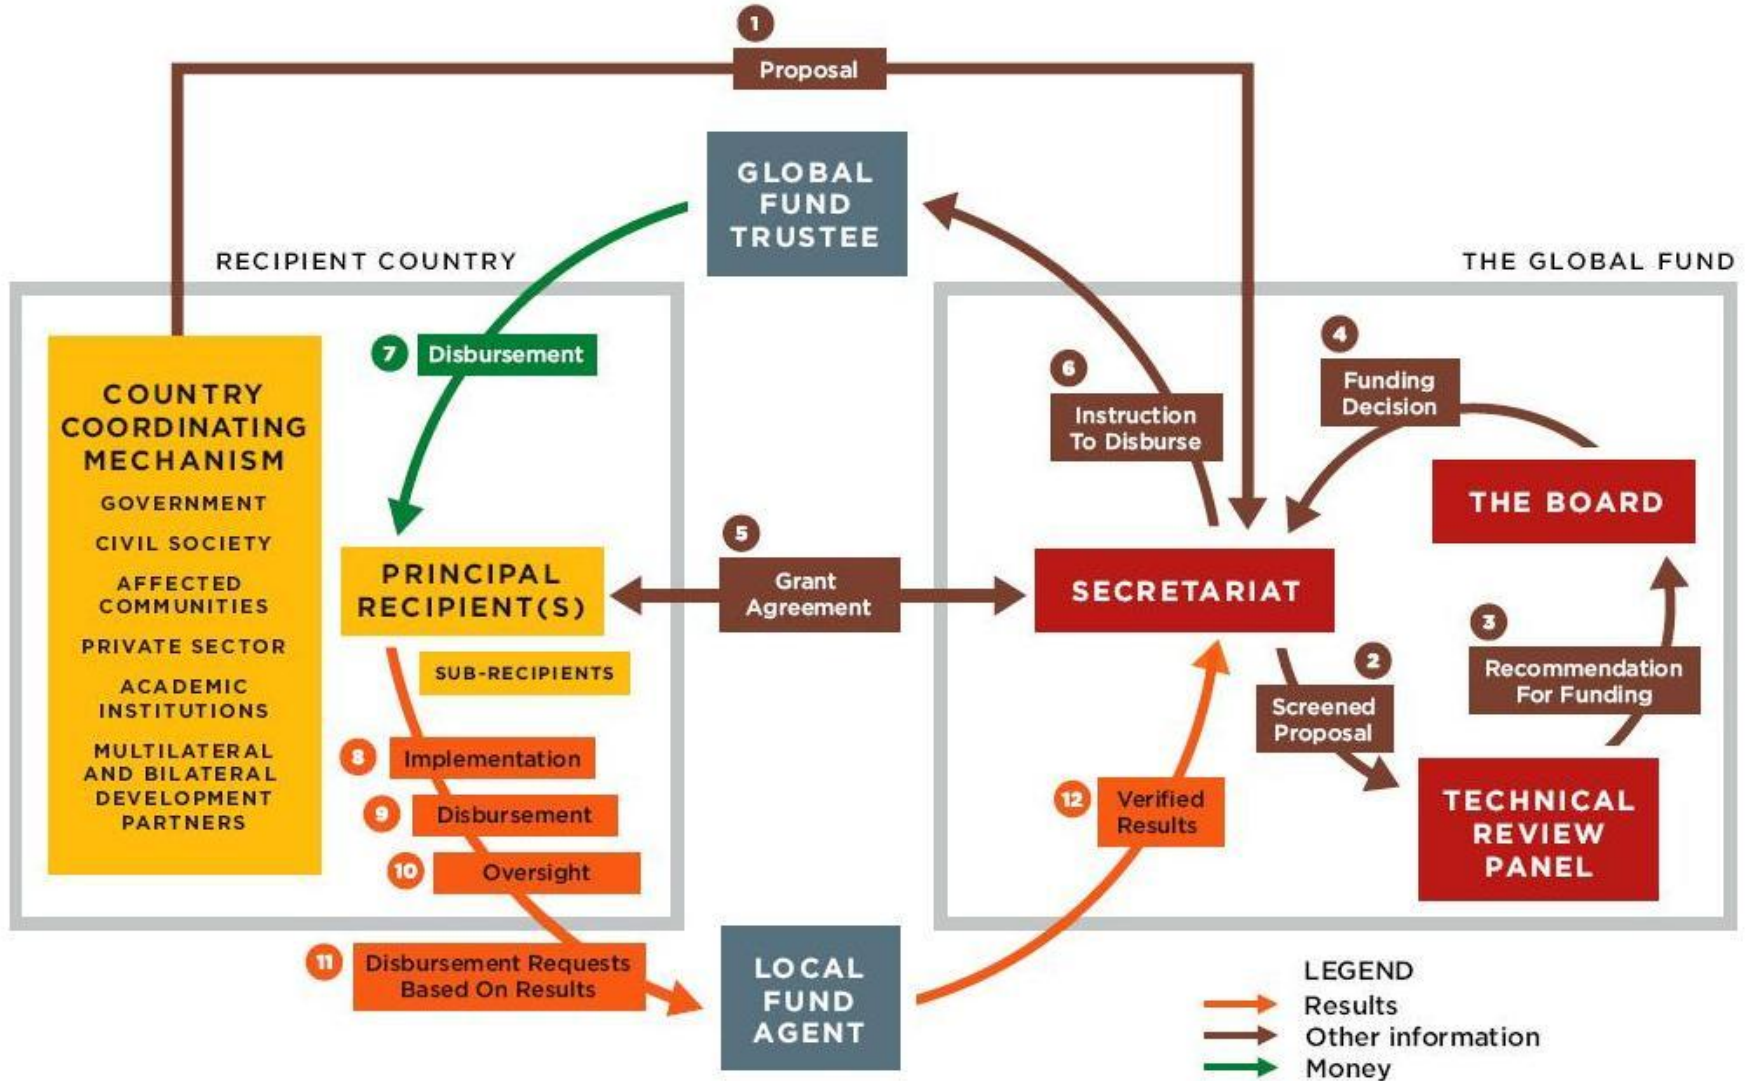 1
Proposal
GLOBAL
FUND
TRUSTEE
RECIPIENT COUNTRY
THE GLOBAL FUND
COUNTRY
COORDINATING
MECHANISM
GOVERNMENT
CIVIL SOCIETY
AFFECTED
COMMUNITIES
PRIVATE SECTOR
ACADEMIC
INSTITUTIONS
MULTILATERAL
AND BILATERAL
DEVELOPMENT
PARTNERS
7
Disbursement
6
Instruction
To Disburse
4
Funding
Decision
THE BOARD
PRINCIPAL
RECIPIENT(S)
5
Grant
Agreement
SECRETARIAT
SUB-RECIPIENTS
3
Recommendation
For Funding
2
Screened
Proposal
8
Implementation
9
Disbursement
10
Oversight
12
Verified
Results
TECHNICAL
REVIEW
PANEL
11
Disbursement Requests
Based On Results
LOCAL
FUND
AGENT
LEGEND
Results
Other information
Money